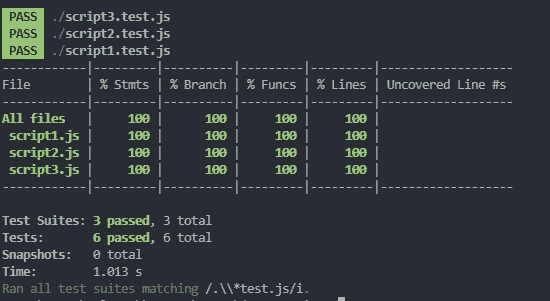 PASS ./script3.test.js
PASS ./script2.test.js
PASS ./script1.test.js
------------|---------|----------|---------|---------|-------------------
File        | % Stmts | % Branch | % Funcs | % Lines | Uncovered Line #s
------------|---------|----------|---------|---------|-------------------
All files   |     100 |      100 |     100 |     100 |
 script1.js |     100 |      100 |     100 |     100 |
 script2.js |     100 |      100 |     100 |     100 |
 script3.js |     100 |      100 |     100 |     100 |
------------|---------|----------|---------|---------|-------------------
Test Suites: 3 passed, 3 total
Tests:       6 passed, 6 total
Snapshots:   0 total
Time:        1.013 s
Ran all test suites matching /.\\*test.js/i.